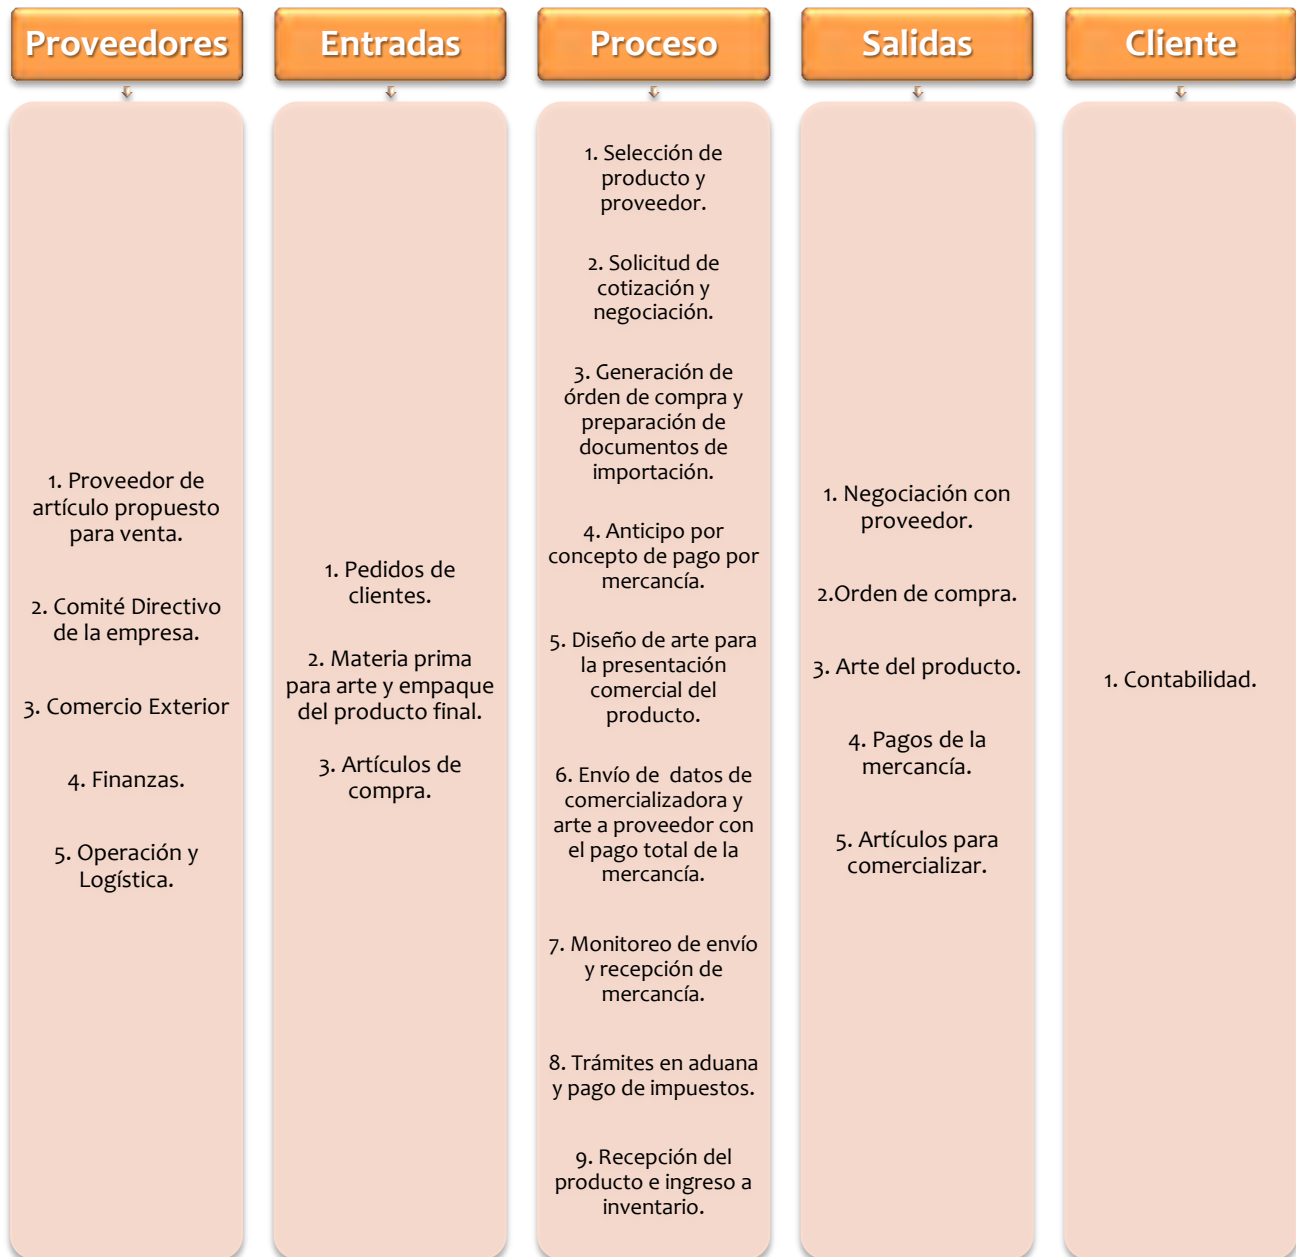 Proveedores
1. Proveedor de
artículo propuesto
para venta.
2. Comité Directivo
de la empresa.
3. Comercio Exterior
4. Finanzas.
5. Operación y
Logística.
Entradas
1. Pedidos de
clientes.
2. Materia prima
para arte y empaque
del producto final.
3. Artículos de
compra.
Proceso
1. Selección de
producto y
proveedor.
2. Solicitud de
cotización y
negociación.
3. Generación de
órden de compra y
preparación de
documentos de
importación.
4. Anticipo por
concepto de pago por
mercancía.
5. Diseño de arte para
la presentación
comercial del
producto.
6. Envío de  datos de
comercializadora y
arte a proveedor con
el pago total de la
mercancía.
7. Monitoreo de envío
y recepción de
mercancía.
8. Trámites en aduana
y pago de impuestos.
9. Recepción del
producto e ingreso a
inventario.
Salidas
1. Negociación con
proveedor.
2.Orden de compra.
3. Arte del producto.
4. Pagos de la
mercancía.
5. Artículos para
comercializar.
Cliente
1. Contabilidad.